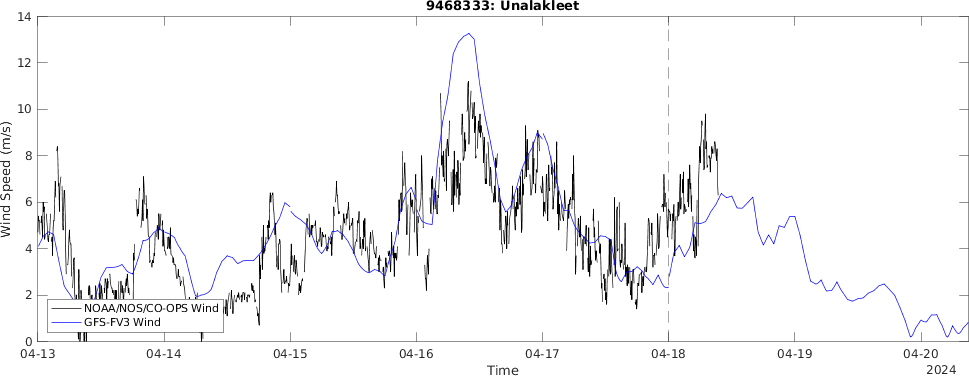 9468333: Unalakleet
Wind Speed (m/s)
14
12
10
8
6
4
2
0
NOAA/NOS/CO-OPS Wind
GFS-FV3 Wind
04-13 04-14 04-15 04-16 04-17 04-18 04-19 04-20
Time
2024